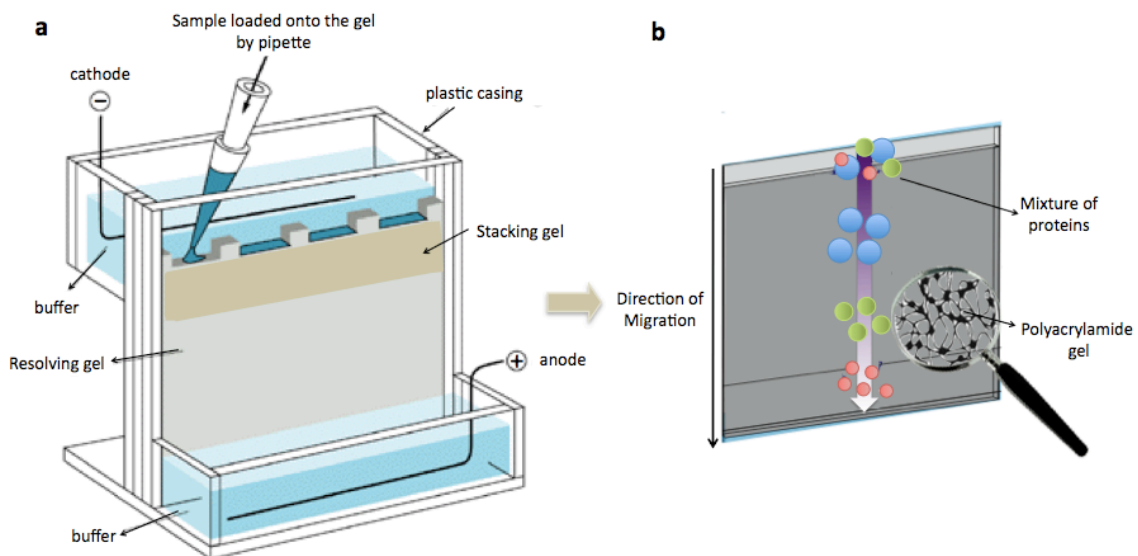 a
Sample loaded onto the gel
by pipette
cathode
−
plastic casing
Stacking gel
buffer
Resolving gel
+
anode
buffer
b
Mixture of
proteins
Direction of
Migration
Polyacrylamide
gel